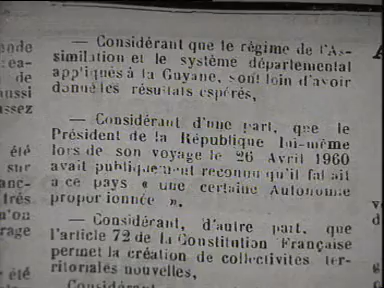 — Considérant que le régime de l'As-
similation et le système départemental
appliqués à la Guyane, sont loin d'avoir
donné les résultats espérés,
— Considérant d'une part, que le
Président de la République lui-même
lors de son voyage le 26 Avril 1960
avait publiquement reconnu qu'il fallait
à ce pays « une certaine Autonomie
proportionnée ».
— Considérant, d'autre part, que
l'article 72 de la Constitution Française
permet la création de collectivités ter-
ritoriales nouvelles,